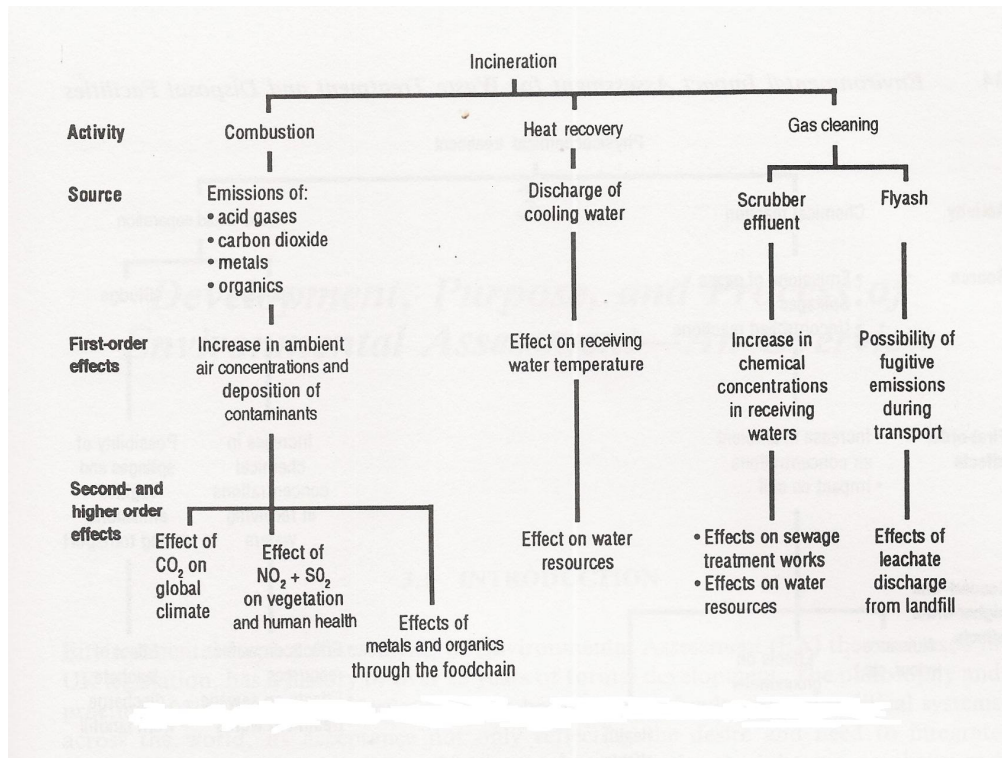 Incineration
Activity
Combustion
Heat recovery
Gas cleaning
Source
Emissions of:
• acid gases
• carbon dioxide
• metals
• organics
Discharge of
cooling water
Scrubber
effluent
Flyash
First-order
effects
Increase in ambient
air concentrations and
deposition of
contaminants
Effect on receiving
water temperature
Increase in
chemical
concentrations
in receiving
waters
Possibility of
fugitive
emissions
during
transport
Second- and
higher order
effects
Effect of
CO₂ on
global
climate
Effect of
NO₂ + SO₂
on vegetation
and human health
Effects of
metals and organics
through the foodchain
Effect on water
resources
• Effects on sewage
treatment works
• Effects on water
resources
Effects of
leachate
discharge
from landfill